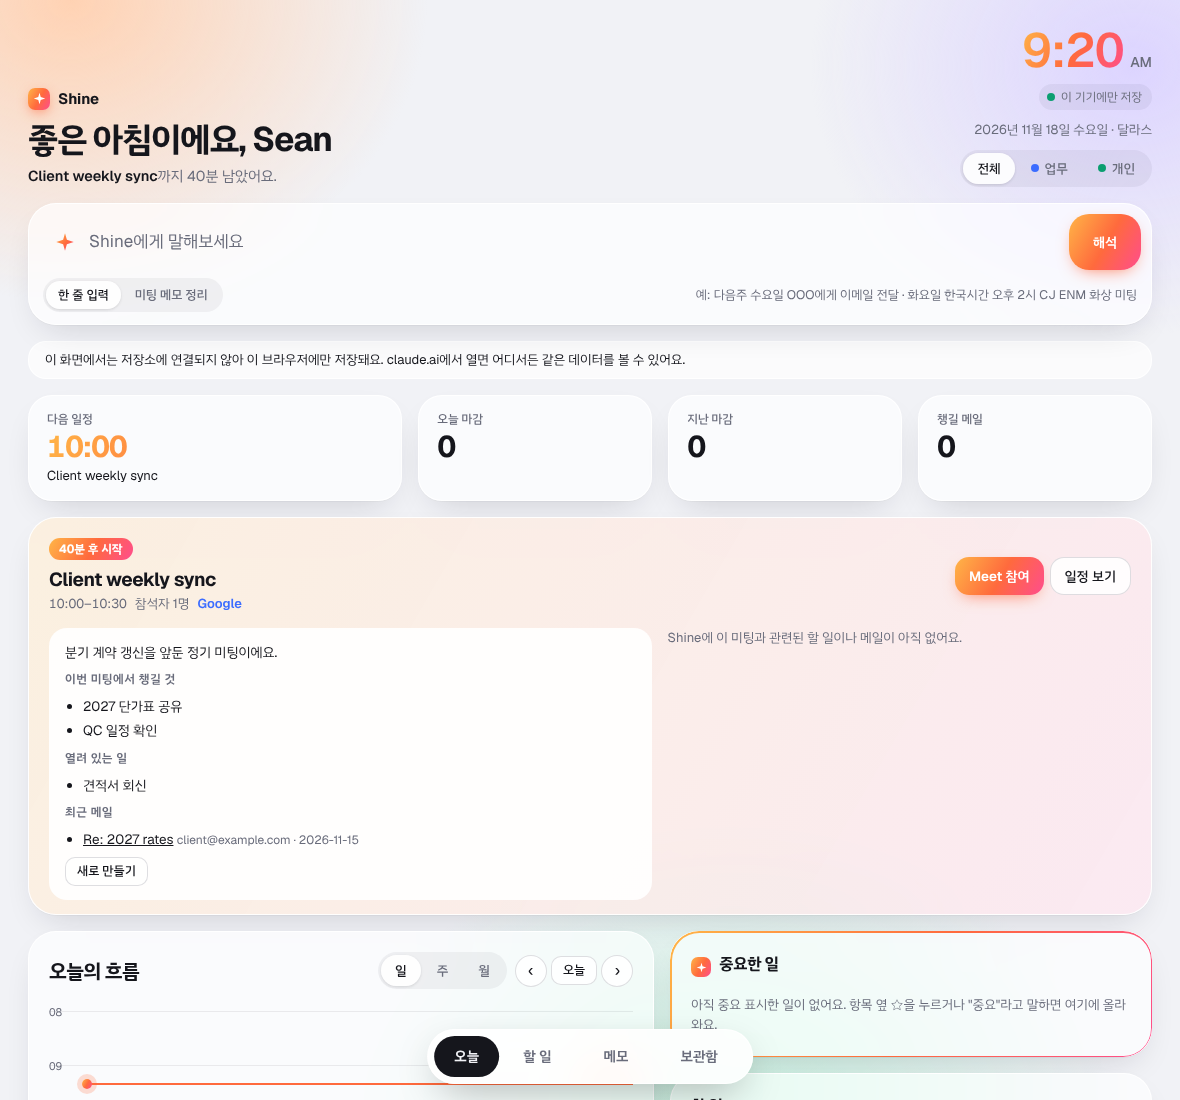 9:20 AM
이 기기에만 저장
Shine
좋은 아침이에요, Sean
2026년 11월 18일 수요일 · 달라스
Client weekly sync까지 40분 남았어요.
전체 업무 개인
Shine에게 말해보세요
해석
한 줄 입력 미팅 메모 정리
예: 다음주 수요일 OOO에게 이메일 전달 · 화요일 한국시간 오후 2시 CJ ENM 화상 미팅
이 화면에서는 저장소에 연결되지 않아 이 브라우저에만 저장돼요. claude.ai에서 열면 어디서든 같은 데이터를 볼 수 있어요.
다음 일정
10:00
Client weekly sync
오늘 마감
0
지난 마감
0
챙길 메일
0
40분 후 시작
Client weekly sync
10:00–10:30 참석자 1명 Google
Meet 참여 일정 보기
분기 계약 갱신을 앞둔 정기 미팅이에요.
이번 미팅에서 챙길 것
• 2027 단가표 공유
• QC 일정 확인
열려 있는 일
• 견적서 회신
최근 메일
• Re: 2027 rates client@example.com · 2026-11-15
새로 만들기
Shine에 이 미팅과 관련된 할 일이나 메일이 아직 없어요.
오늘의 흐름
일 주 월 ‹ 오늘 ›
08
09
중요한 일
아직 중요 표시한 일이 없어요. 항목 옆 ☆을 누르거나 "중요"라고 말하면 여기에 올라
와요.
오늘 할 일 메모 보관함